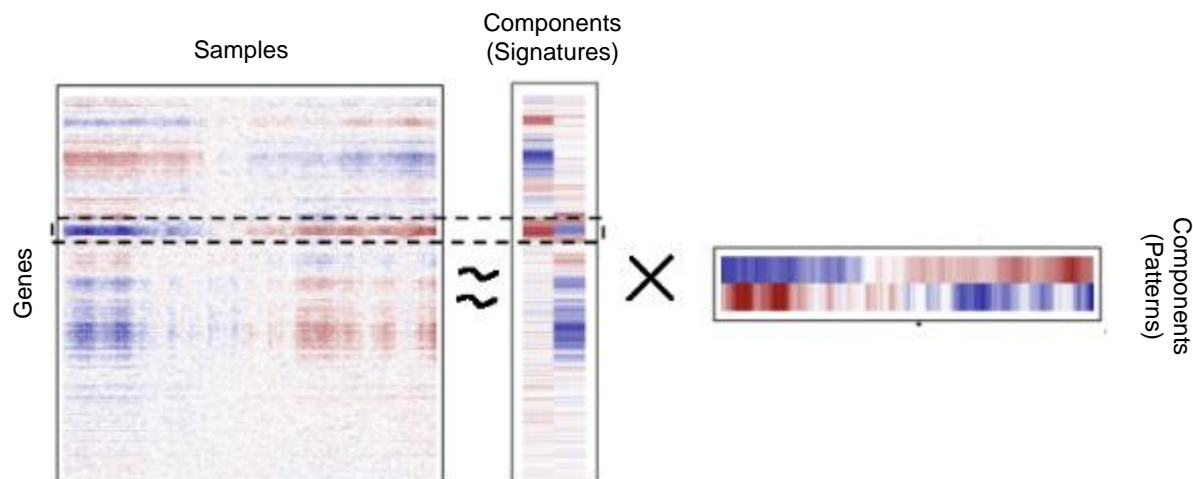 Components
(Signatures)
Samples
Genes
≈
×
Components
(Patterns)